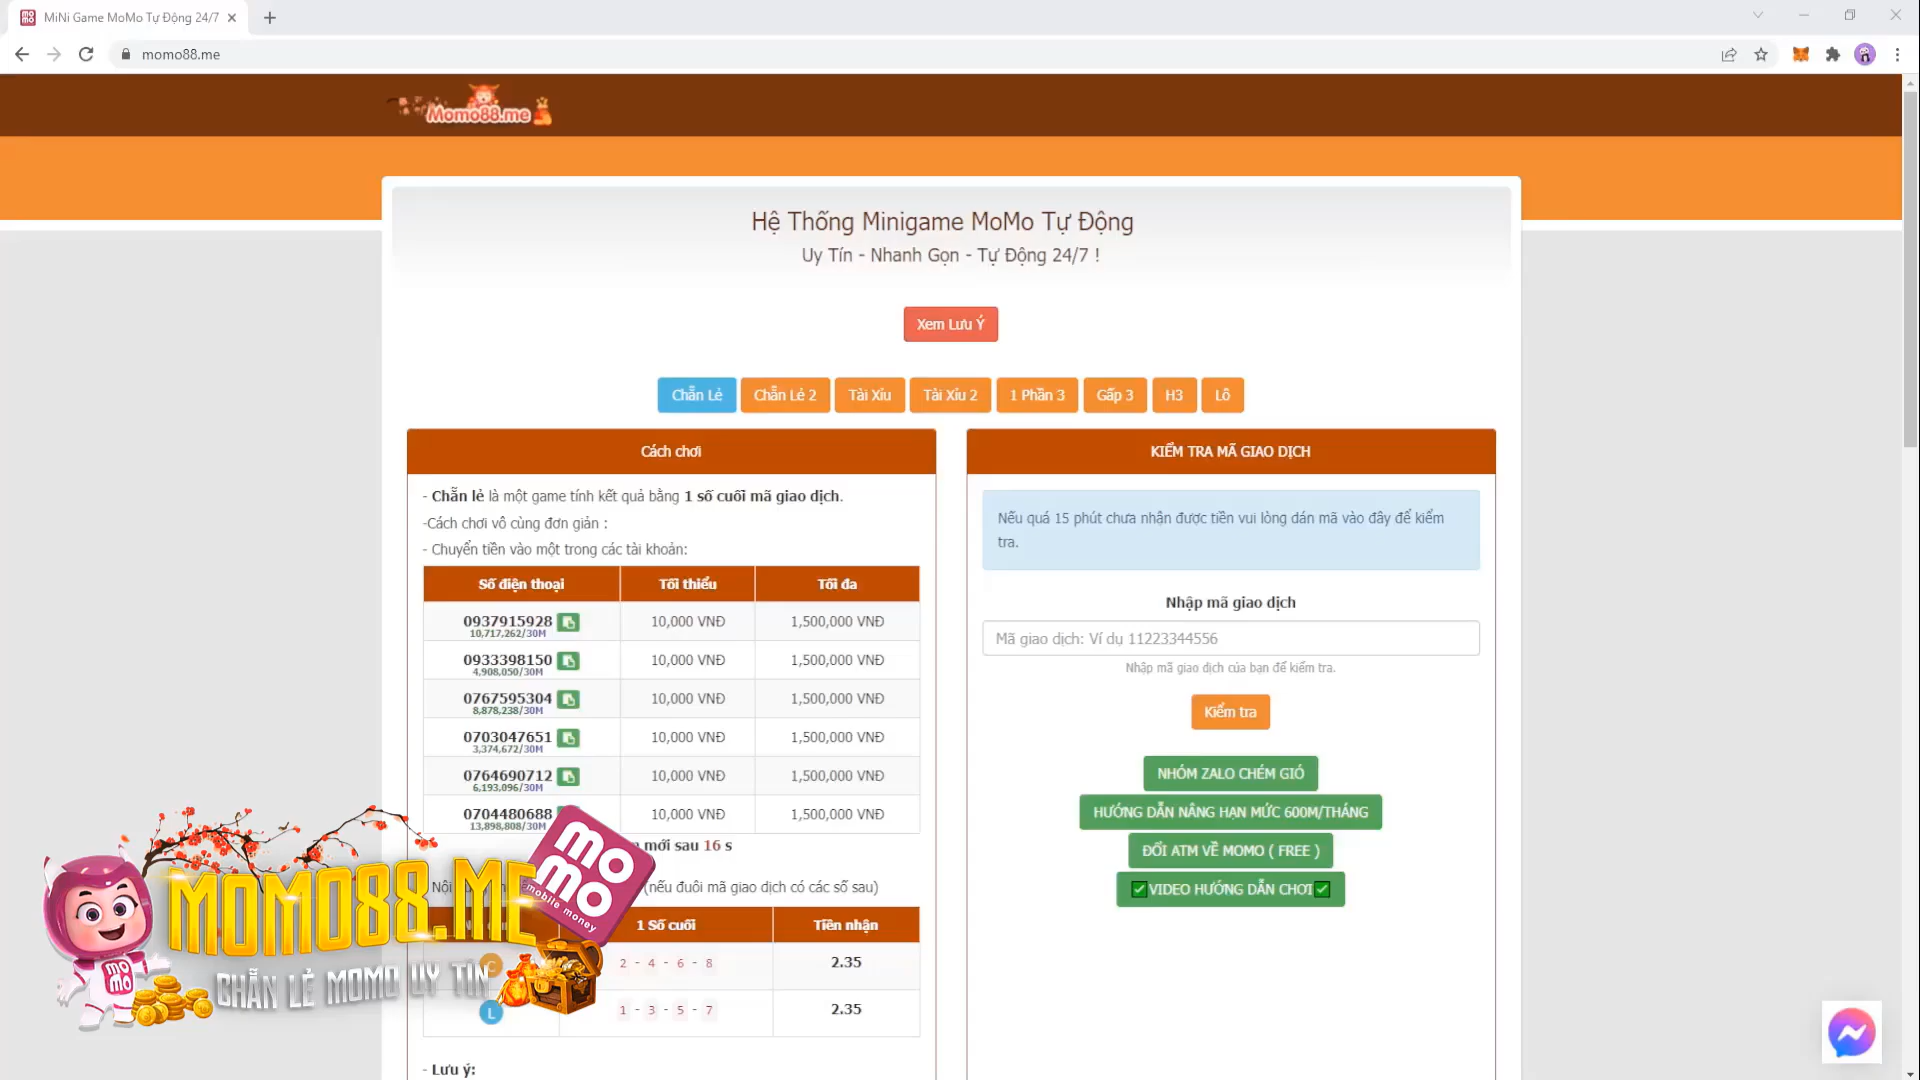 MiNi Game MoMo Tự Động 24/7
momo88.me
Momo88.me
Hệ Thống Minigame MoMo Tự Động
Uy Tín - Nhanh Gọn - Tự Động 24/7 !
Xem Lưu Ý
Chẵn Lẻ
Chẵn Lẻ 2
Tài Xỉu
Tài Xỉu 2
1 Phần 3
Gấp 3
H3
Lô
Cách chơi
- Chẵn lẻ là một game tính kết quả bằng 1 số cuối mã giao dịch.
-Cách chơi vô cùng đơn giản :
- Chuyển tiền vào một trong các tài khoản:
Số điện thoại Tối thiểu Tối đa
0937915928 10,000 VNĐ 1,500,000 VNĐ
10,717,262/30M
0933398150 10,000 VNĐ 1,500,000 VNĐ
4,908,050/30M
0767595304 10,000 VNĐ 1,500,000 VNĐ
8,878,238/30M
0703047651 10,000 VNĐ 1,500,000 VNĐ
3,374,672/30M
0764690712 10,000 VNĐ 1,500,000 VNĐ
6,193,096/30M
0704480688 10,000 VNĐ 1,500,000 VNĐ
13,898,808/30M
mới sau 16 s
(nếu đuôi mã giao dịch có các số sau)
1 Số cuối Tiền nhận
C 2 - 4 - 6 - 8 2.35
L 1 - 3 - 5 - 7 2.35
- Lưu ý:
KIỂM TRA MÃ GIAO DỊCH
Nếu quá 15 phút chưa nhận được tiền vui lòng dán mã vào đây để kiểm
tra.
Nhập mã giao dịch
Mã giao dịch: Ví dụ 11223344556
Nhập mã giao dịch của bạn để kiểm tra.
Kiểm tra
NHÓM ZALO CHÉM GIÓ
HƯỚNG DẪN NÂNG HẠN MỨC 600M/THÁNG
ĐỔI ATM VỀ MOMO ( FREE )
VIDEO HƯỚNG DẪN CHƠI
MOMO88.ME
CHẴN LẺ MOMO UY TÍN
mo
mo
mobile money
mo
mo